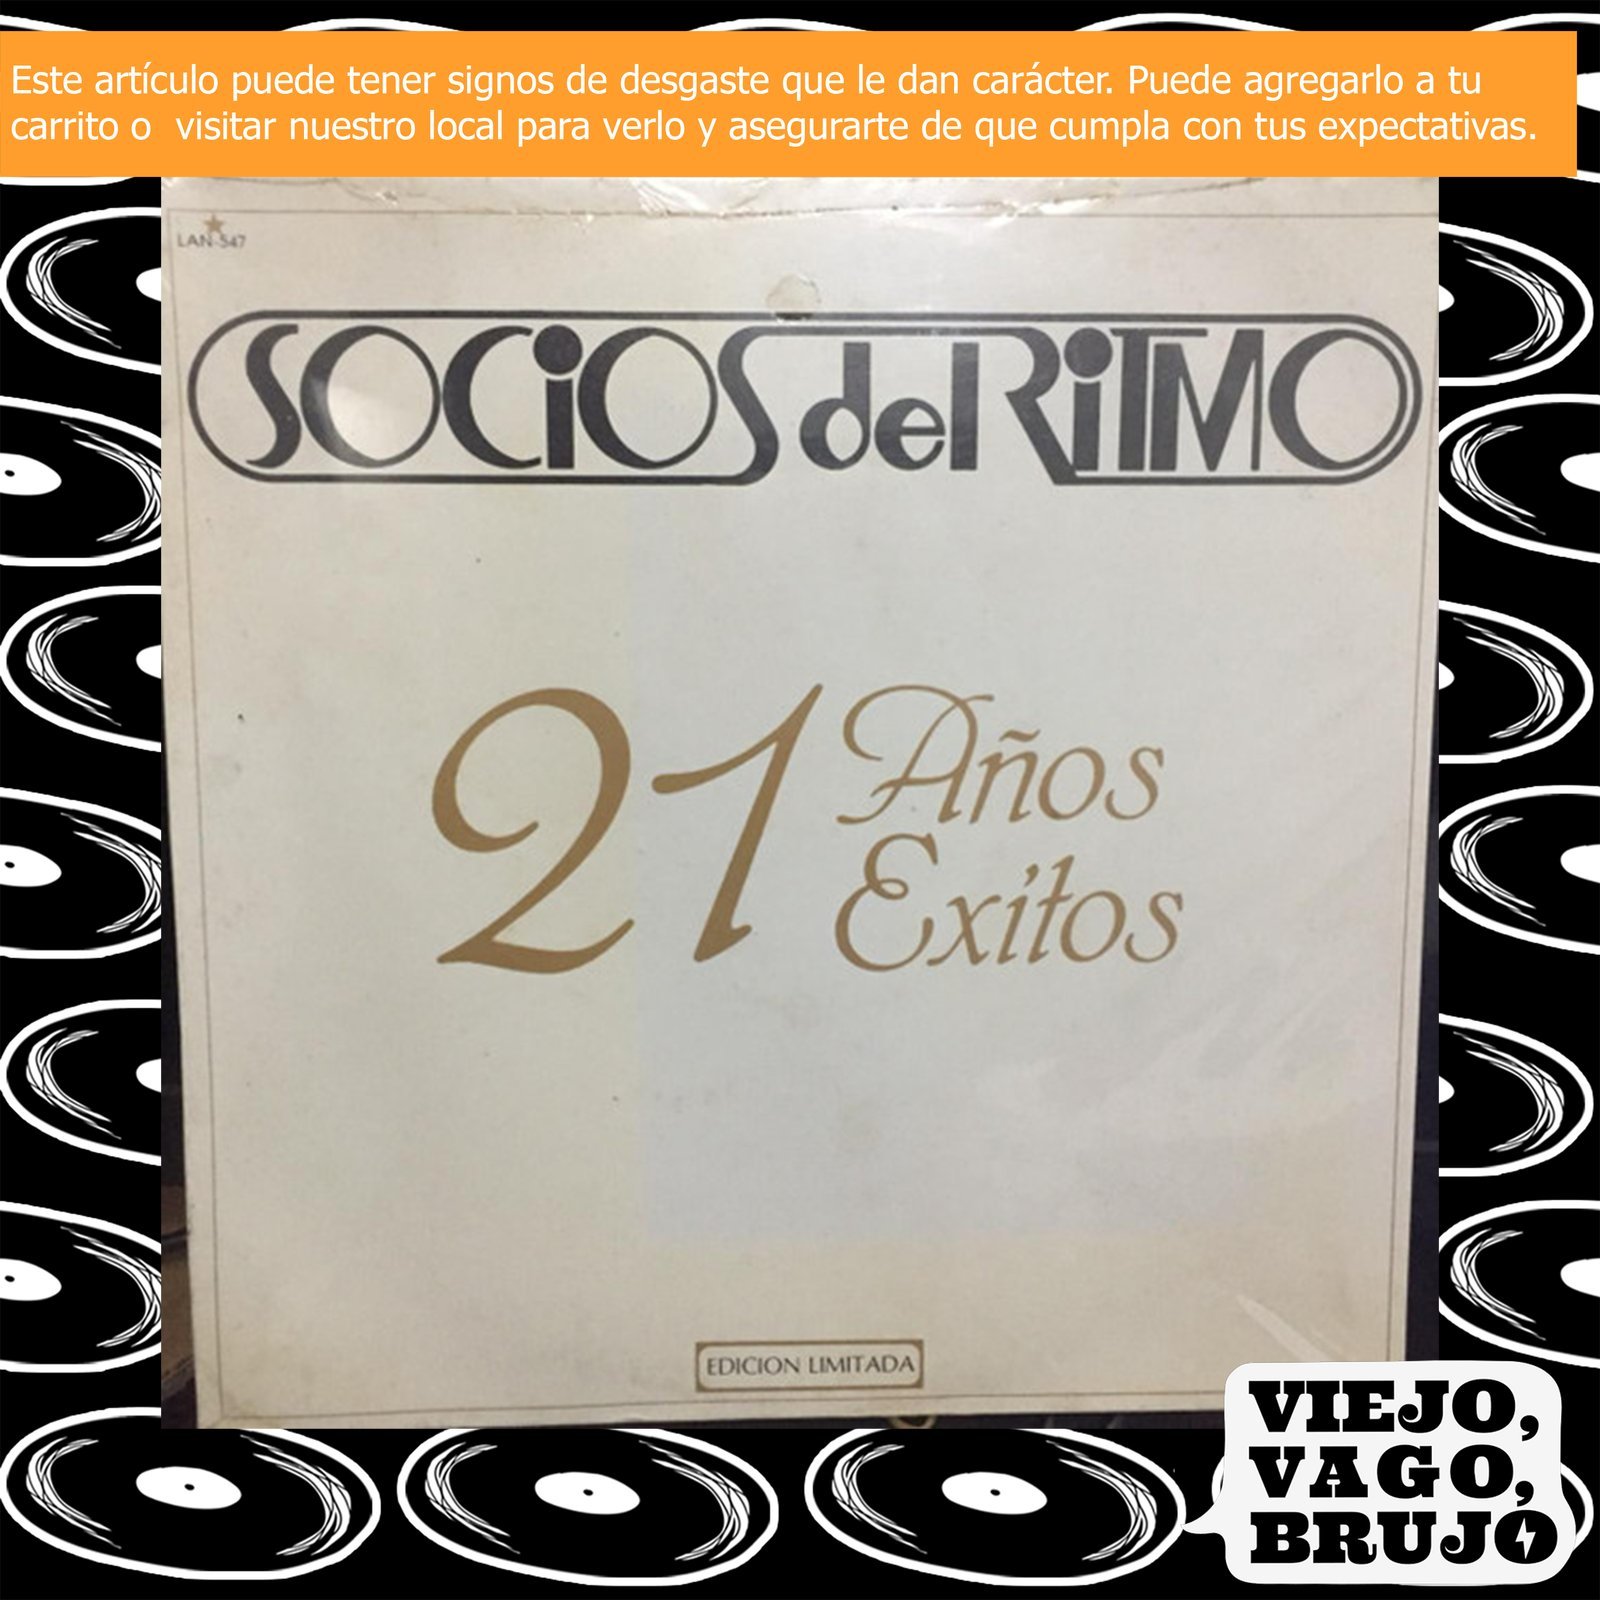 Este artículo puede tener signos de desgaste que le dan carácter. Puede agregarlo a tu
carrito o  visitar nuestro local para verlo y asegurarte de que cumpla con tus expectativas.
LAN-547
SOCiOS delRiTMO
21 Años
Exitos
EDICION LIMITADA
VIEJO,
VAGO,
BRUJO